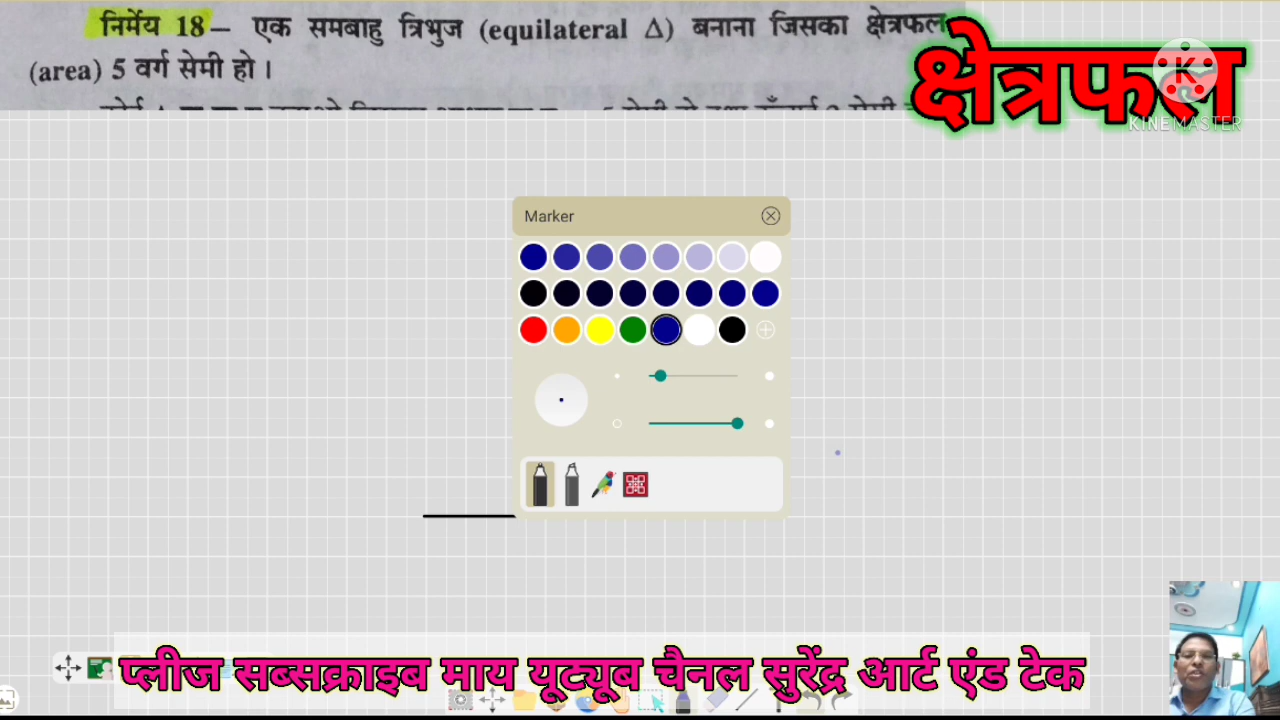 निर्मेय 18– एक समबाहु त्रिभुज (equilateral Δ) बनाना जिसका क्षेत्रफल
(area) 5 वर्ग सेमी हो ।
क्षेत्रफल
K
KINEMASTER
Marker
प्लीज सब्सक्राइब माय यूट्यूब चैनल सुरेंद्र आर्ट एंड टेक